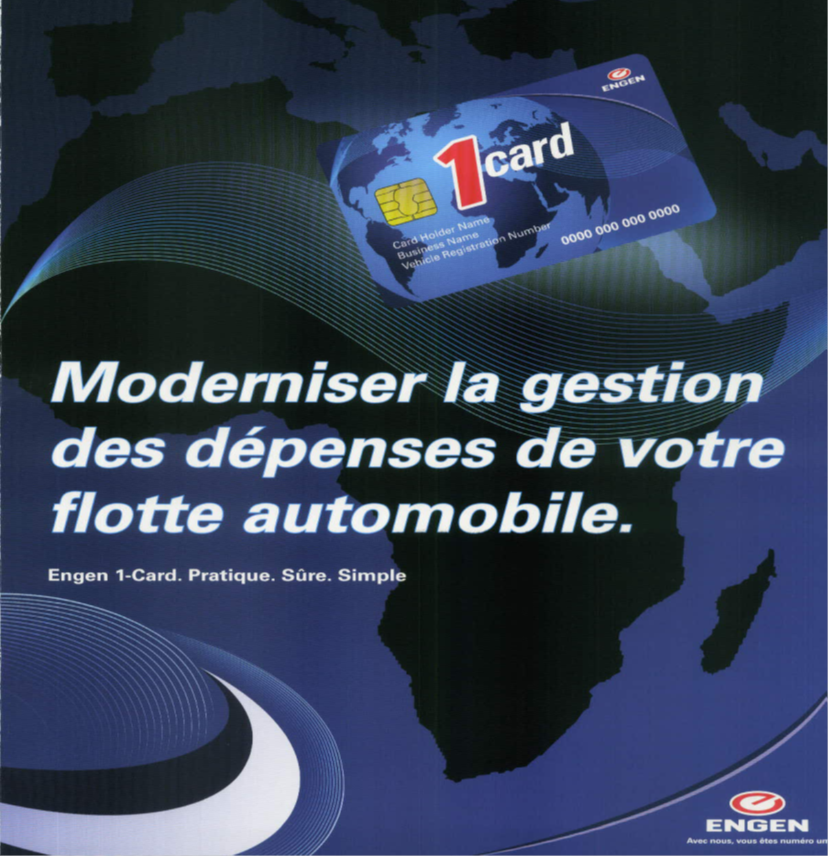 ENGEN
1card
Card Holder Name
Business Name
Vehicle Registration Number
0000 000 000 0000
Moderniser la gestion
des dépenses de votre
flotte automobile.
Engen 1-Card. Pratique. Sûre. Simple
ENGEN
Avec nous, vous êtes numéro un